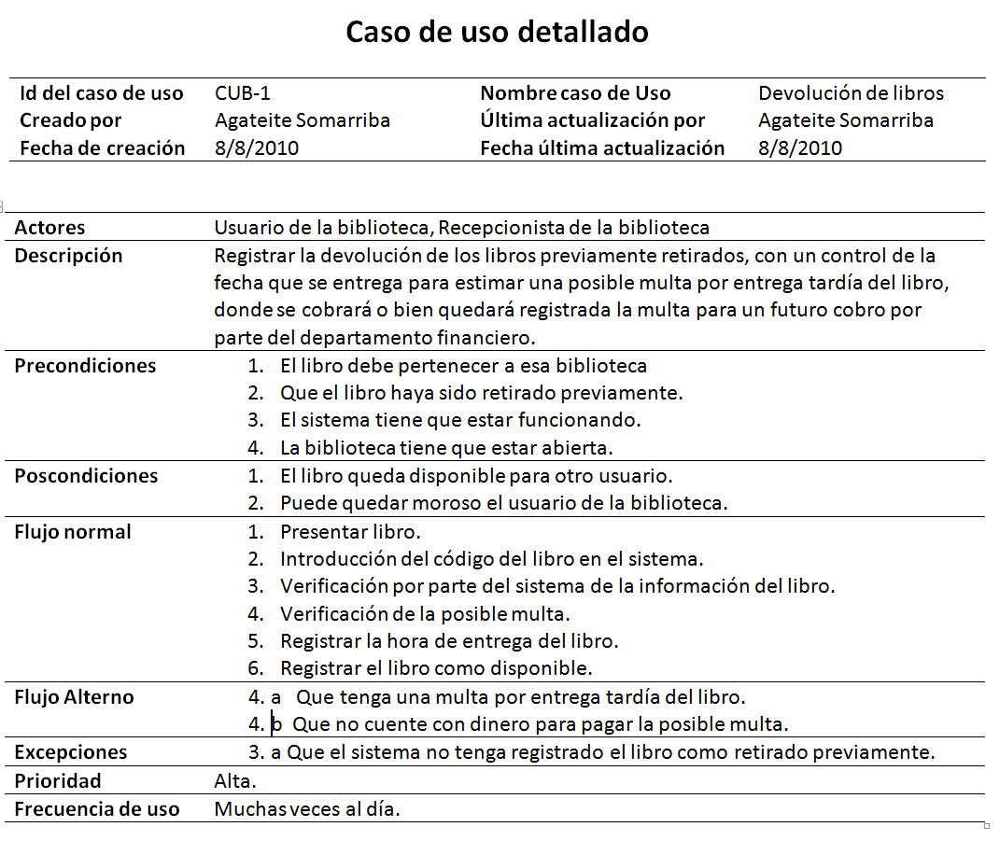 Caso de uso detallado
Id del caso de uso CUB-1 Nombre caso de Uso Devolución de libros
Creado por Agateite Somarriba Última actualización por Agateite Somarriba
Fecha de creación 8/8/2010 Fecha última actualización 8/8/2010
Actores Usuario de la biblioteca, Recepcionista de la biblioteca
Descripción Registrar la devolución de los libros previamente retirados, con un control de la
fecha que se entrega para estimar una posible multa por entrega tardía del libro,
donde se cobrará o bien quedará registrada la multa para un futuro cobro por
parte del departamento financiero.
Precondiciones 1. El libro debe pertenecer a esa biblioteca
2. Que el libro haya sido retirado previamente.
3. El sistema tiene que estar funcionando.
4. La biblioteca tiene que estar abierta.
Poscondiciones 1. El libro queda disponible para otro usuario.
2. Puede quedar moroso el usuario de la biblioteca.
Flujo normal 1. Presentar libro.
2. Introducción del código del libro en el sistema.
3. Verificación por parte del sistema de la información del libro.
4. Verificación de la posible multa.
5. Registrar la hora de entrega del libro.
6. Registrar el libro como disponible.
Flujo Alterno 4. a Que tenga una multa por entrega tardía del libro.
4. b Que no cuente con dinero para pagar la posible multa.
Excepciones 3. a Que el sistema no tenga registrado el libro como retirado previamente.
Prioridad Alta.
Frecuencia de uso Muchas veces al día.